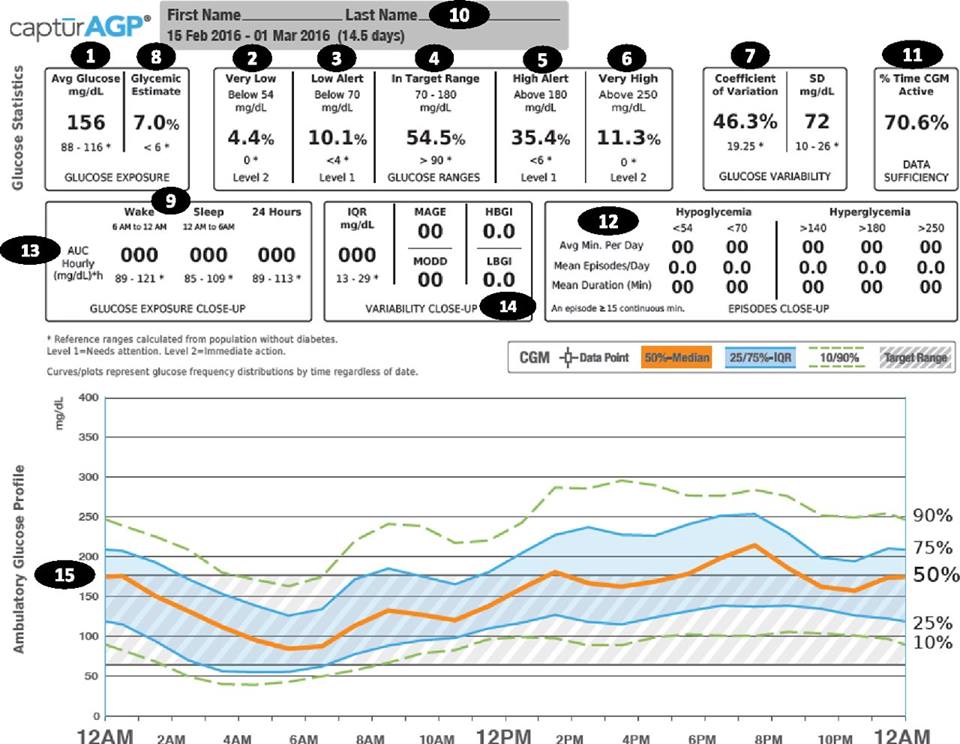 captūrAGP®
First Name Last Name 10
15 Feb 2016 - 01 Mar 2016 (14.5 days)
1 8 2 3 4 5 6 7 11
Glucose Statistics
Avg Glucose
mg/dL
156
88 - 116 *
Glycemic
Estimate
7.0%
< 6 *
GLUCOSE EXPOSURE
Very Low
Below 54
mg/dL
4.4%
0 *
Level 2
Low Alert
Below 70
mg/dL
10.1%
<4 *
Level 1
In Target Range
70 - 180
mg/dL
54.5%
> 90 *
GLUCOSE RANGES
High Alert
Above 180
mg/dL
35.4%
<6 *
Level 1
Very High
Above 250
mg/dL
11.3%
0 *
Level 2
Coefficient
of Variation
46.3%
19.25 *
SD
mg/dL
72
10 - 26 *
GLUCOSE VARIABILITY
% Time CGM
Active
70.6%
DATA
SUFFICIENCY
9
13
Wake Sleep 24 Hours
6 AM to 12 AM 12 AM to 6AM
AUC
Hourly
(mg/dL)*h
000 000 000
89 - 121 * 85 - 109 * 89 - 113 *
GLUCOSE EXPOSURE CLOSE-UP
IQR
mg/dL
000
13 - 29 *
MAGE
00
MODD
00
HBGI
0.0
LBGI
0.0
VARIABILITY CLOSE-UP 14
12
Hypoglycemia Hyperglycemia
<54 <70 >140 >180 >250
Avg Min. Per Day 00 00 00 00 00
Mean Episodes/Day 0.0 0.0 0.0 0.0 0.0
Mean Duration (Min) 00 00 00 00 00
An episode ≥ 15 continuous min. EPISODES CLOSE-UP
* Reference ranges calculated from population without diabetes.
Level 1=Needs attention. Level 2=Immediate action.
Curves/plots represent glucose frequency distributions by time regardless of date.
CGM Data Point 50%-Median 25/75%-IQR 10/90% Target Range
Ambulatory Glucose Profile
15
mg/dL
400
350
300
250
200
150
100
50
0
90%
75%
50%
25%
10%
12AM 2AM 4AM 6AM 8AM 10AM 12PM 2PM 4PM 6PM 8PM 10PM 12AM